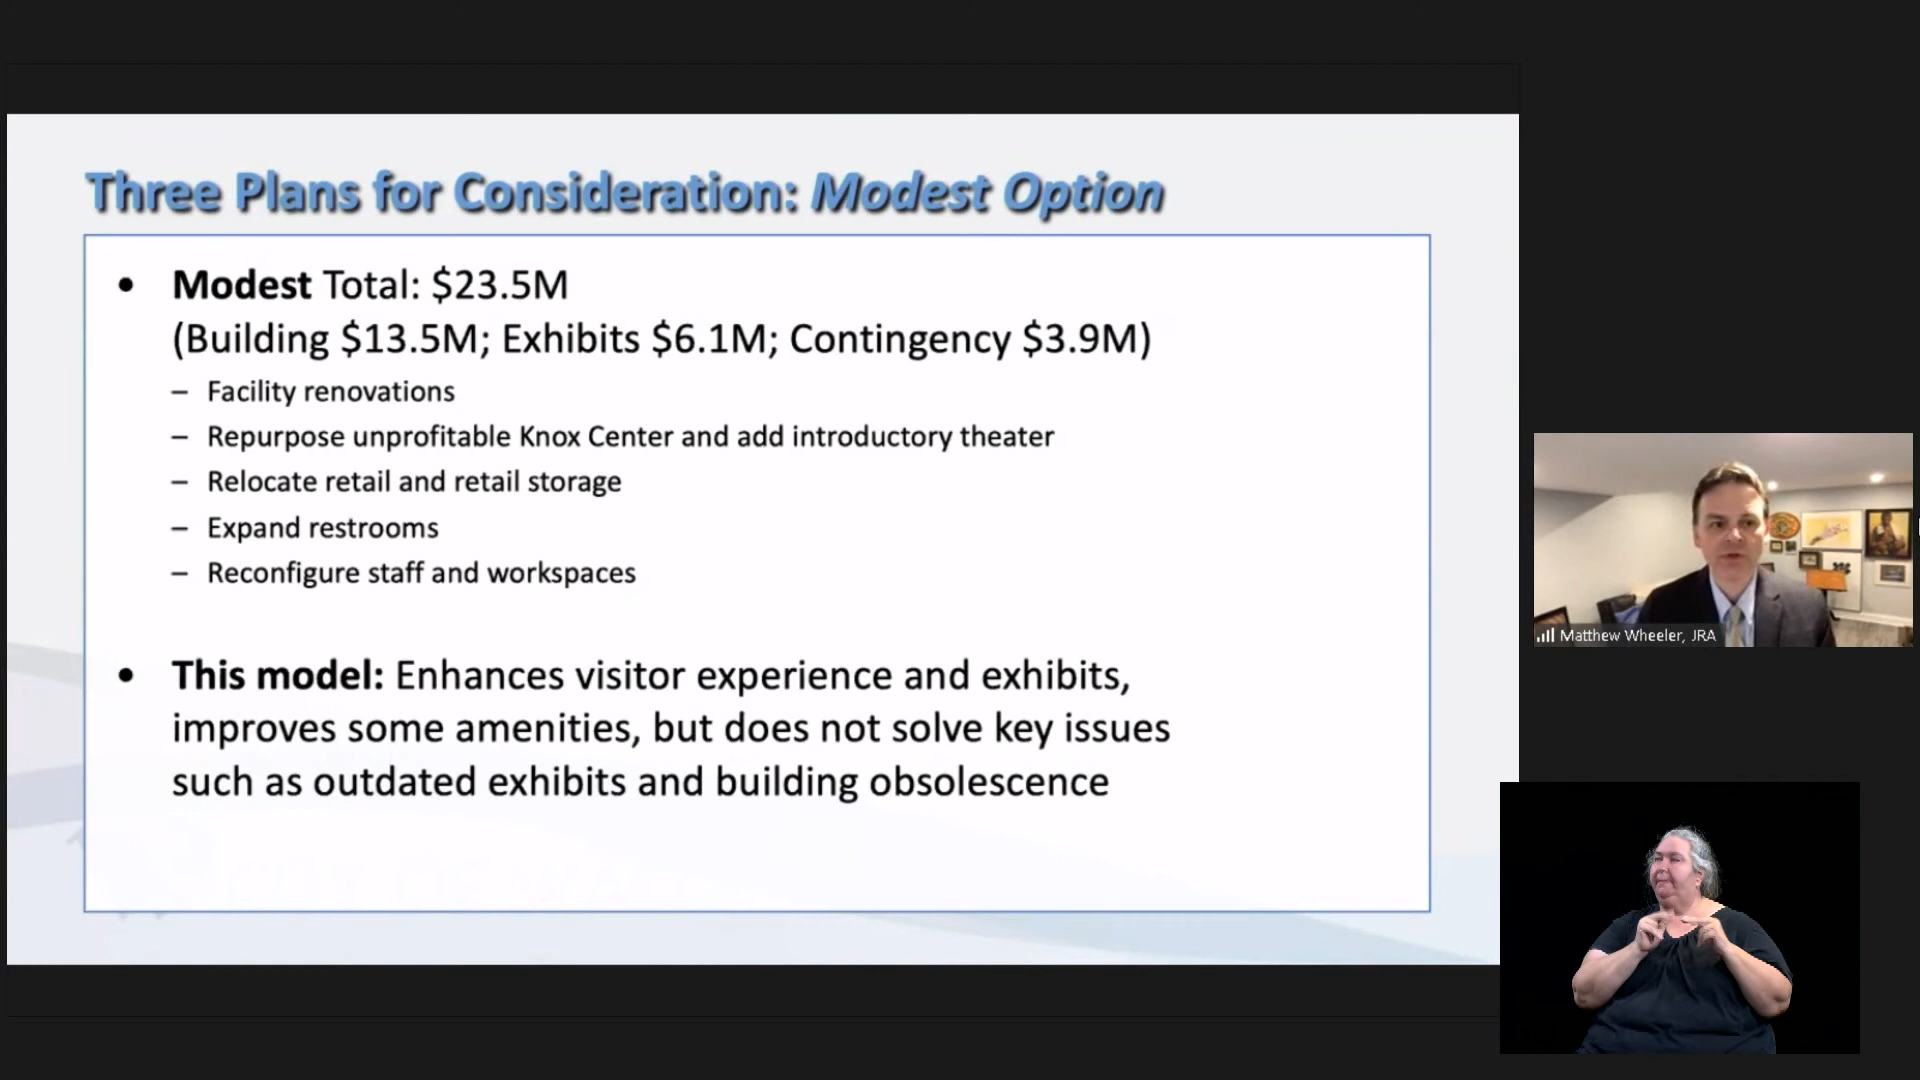 Three Plans for Consideration: Modest Option
• Modest Total: $23.5M
(Building $13.5M; Exhibits $6.1M; Contingency $3.9M)
– Facility renovations
– Repurpose unprofitable Knox Center and add introductory theater
– Relocate retail and retail storage
– Expand restrooms
– Reconfigure staff and workspaces
• This model: Enhances visitor experience and exhibits,
improves some amenities, but does not solve key issues
such as outdated exhibits and building obsolescence
Matthew Wheeler, JRA